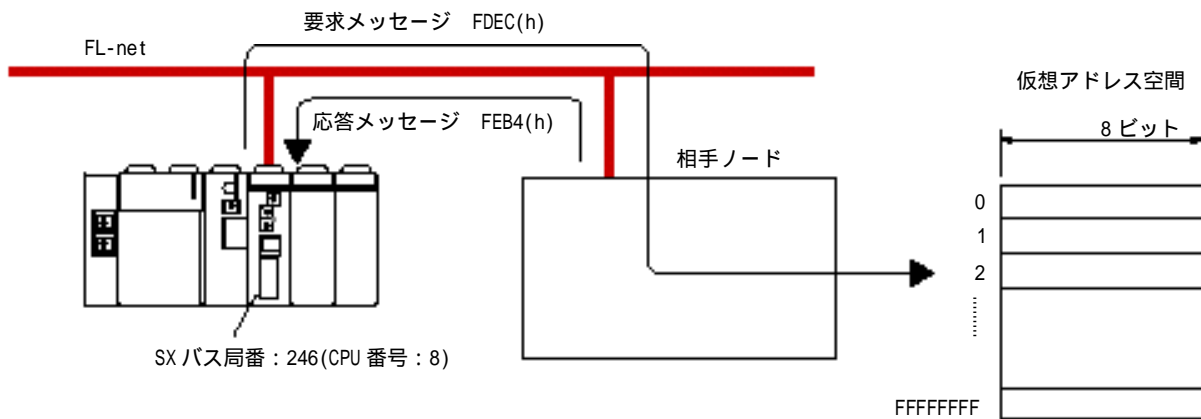 要求メッセージ FDEC(h)
FL-net
仮想アドレス空間
応答メッセージ FEB4(h)
8 ビット
相手ノード
0
1
2
SX バス局番：246(CPU 番号：8)
FFFFFFFF